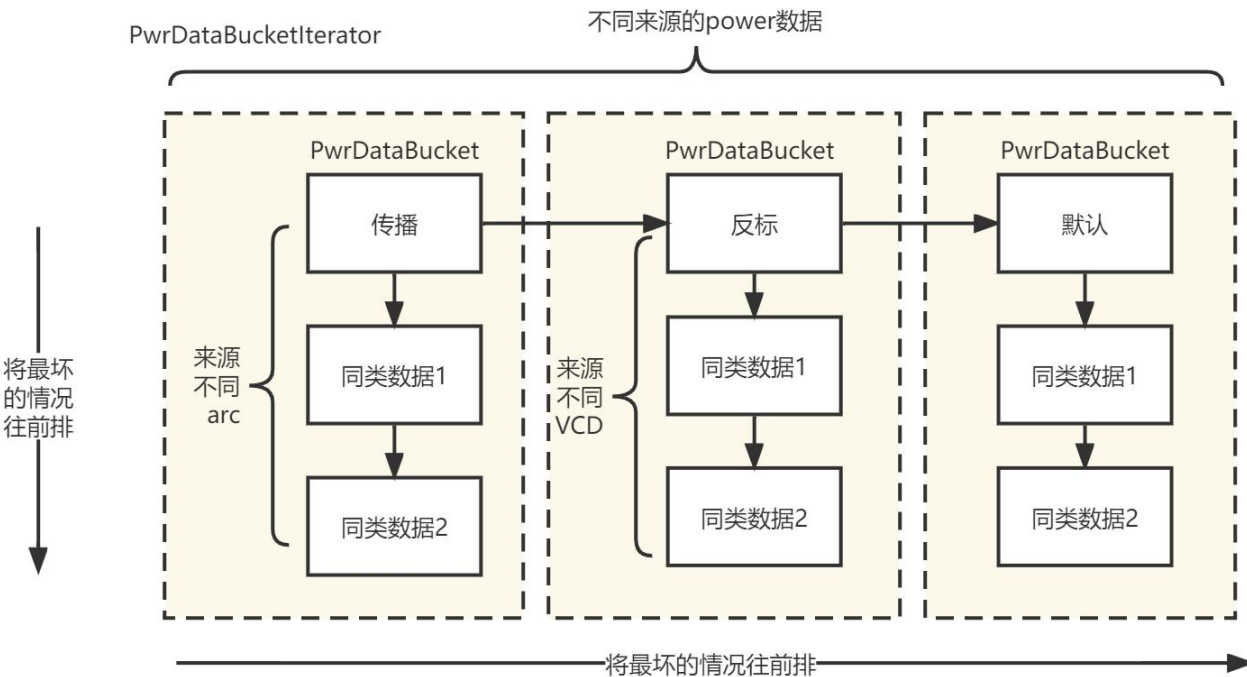 不同来源的power数据
PwrDataBucketIterator
PwrDataBucket
PwrDataBucket
PwrDataBucket
传播
反标
默认
将最坏
的情况
往前排
来源
不同
arc
同类数据1
来源
不同
VCD
同类数据1
同类数据1
同类数据2
同类数据2
同类数据2
将最坏的情况往前排